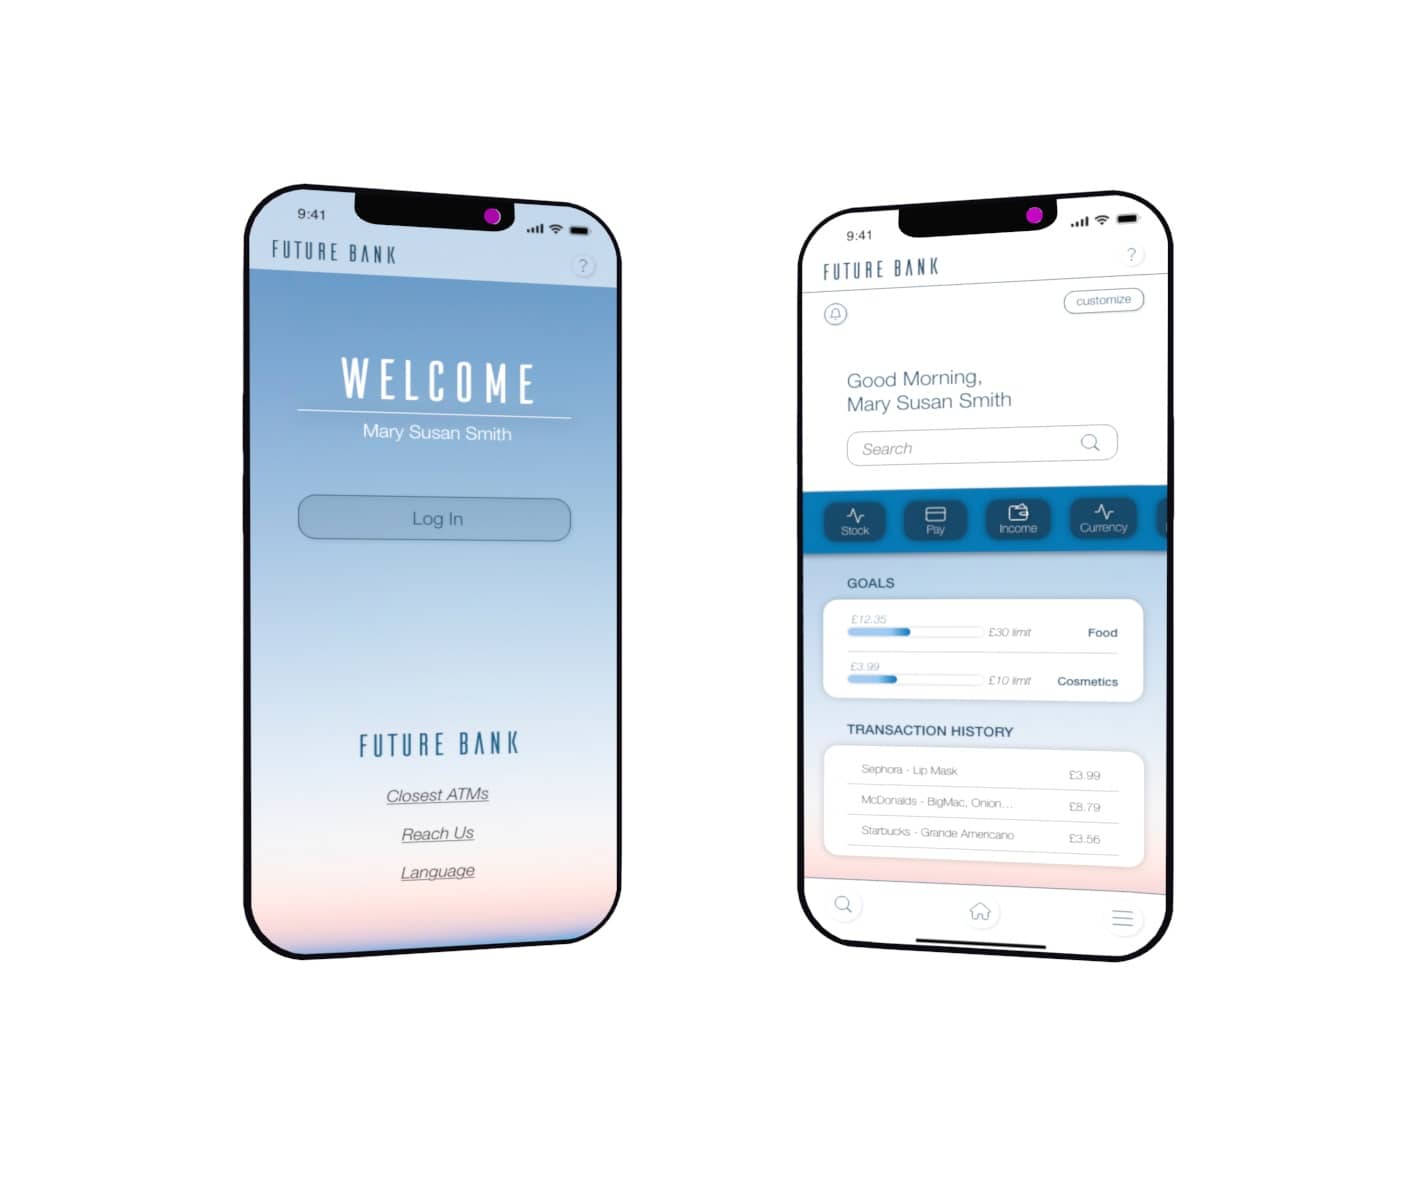 9:41
FUTURE BANK
?
WELCOME
Mary Susan Smith
Log In
FUTURE BANK
Closest ATMs
Reach Us
Language
9:41
FUTURE BANK
?
customize
Good Morning,
Mary Susan Smith
Search
Stock
Pay
Income
Currency
GOALS
£12.35
£30 limit
Food
£3.99
£10 limit
Cosmetics
TRANSACTION HISTORY
Sephora - Lip Mask £3.99
McDonalds - BigMac, Onion... £8.79
Starbucks - Grande Americano £3.56